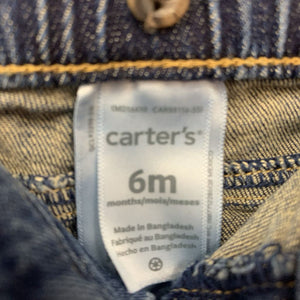 carter's®
6m
months/mois/meses
Made in Bangladesh
Fabriqué au Bangladesh
Hecho en Bangladesh